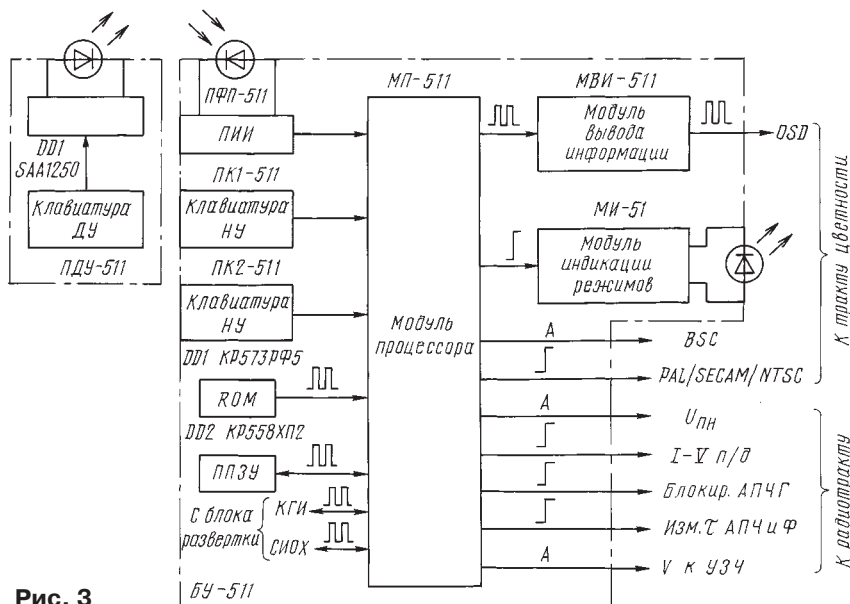 DD1
SAA1250
Клавиатура
ДУ
ПДУ-511
ПФП-511
ПИИ
ПК1-511
Клавиатура
НУ
ПК2-511
Клавиатура
НУ
DD1 КР573РФ5
ROM
DD2 КР558ХП2
ППЗУ
С блока
развертки
КГИ
СИОХ
БУ-511
МП-511
Модуль
процессора
МВИ-511
Модуль
вывода
информации
OSD
МИ-51
Модуль
индикации
режимов
A
BSC
PAL/SECAM/NTSC
К тракту цветности
A
UПН
I-V п/д
Блокир. АПЧГ
Изм. τ АПЧ и Ф
A
V к УЗЧ
К радиотракту
Рис. 3